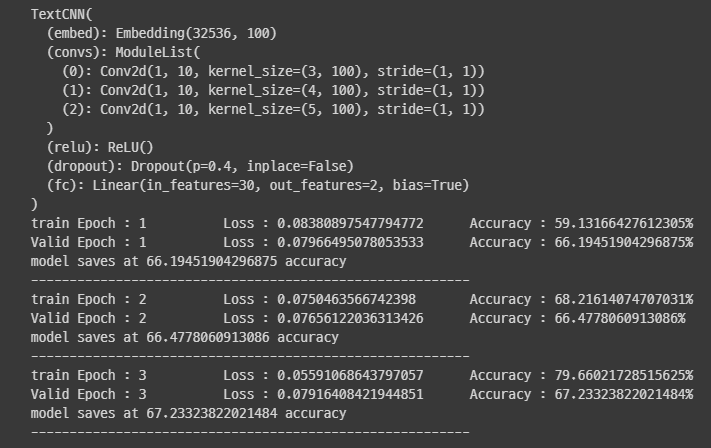 TextCNN(
(embed): Embedding(32536, 100)
(convs): ModuleList(
(0): Conv2d(1, 10, kernel_size=(3, 100), stride=(1, 1))
(1): Conv2d(1, 10, kernel_size=(4, 100), stride=(1, 1))
(2): Conv2d(1, 10, kernel_size=(5, 100), stride=(1, 1))
)
(relu): ReLU()
(dropout): Dropout(p=0.4, inplace=False)
(fc): Linear(in_features=30, out_features=2, bias=True)
)
train Epoch : 1 Loss : 0.08380897547794772 Accuracy : 59.13166427612305%
Valid Epoch : 1 Loss : 0.07966495078053533 Accuracy : 66.19451904296875%
model saves at 66.19451904296875 accuracy
---------------------------------------------------------
train Epoch : 2 Loss : 0.0750463566742398 Accuracy : 68.21614074707031%
Valid Epoch : 2 Loss : 0.07656122036313426 Accuracy : 66.4778060913086%
model saves at 66.4778060913086 accuracy
---------------------------------------------------------
train Epoch : 3 Loss : 0.05591068643797057 Accuracy : 79.66021728515625%
Valid Epoch : 3 Loss : 0.07916408421944851 Accuracy : 67.23323822021484%
model saves at 67.23323822021484 accuracy
---------------------------------------------------------